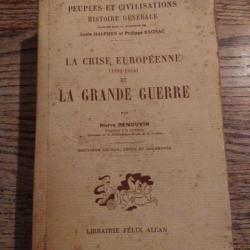 PEUPLES ET CIVILISATIONS
HISTOIRE GÉNÉRALE
Louis HALPHEN et Philippe SAGNAC
LA CRISE EUROPÉENNE
ET
LA GRANDE GUERRE
PAR
Pierre RENOUVIN
LIBRAIRIE FÉLIX ALCAN